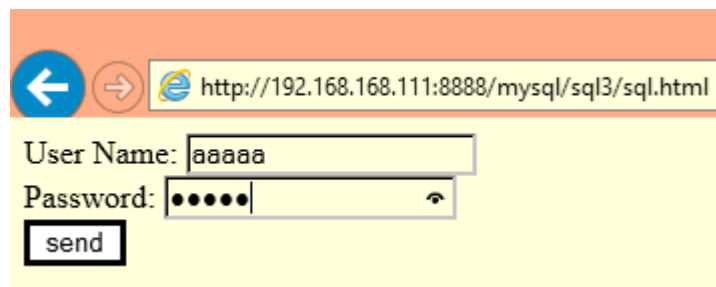 http://192.168.168.111:8888/mysql/sql3/sql.html
User Name: aaaaa
Password: •••••
send